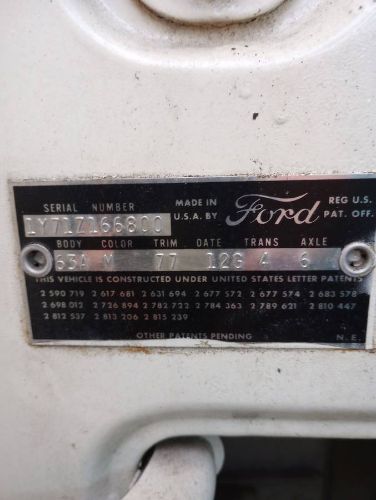 SERIAL NUMBER
1Y71Z166800
MADE IN
U.S.A. BY
Ford
REG U.S.
PAT. OFF.
BODY COLOR TRIM DATE TRANS AXLE
63A M 77 12G 4 6
THIS VEHICLE IS CONSTRUCTED UNDER UNITED STATES LETTER PATENTS
2 590 719 2 617 681 2 631 694 2 677 572 2 677 574 2 683 578
2 698 012 2 726 894 2 782 722 2 784 363 2 789 621 2 810 447
2 812 537 2 813 206 2 815 239
OTHER PATENTS PENDING
N.E.